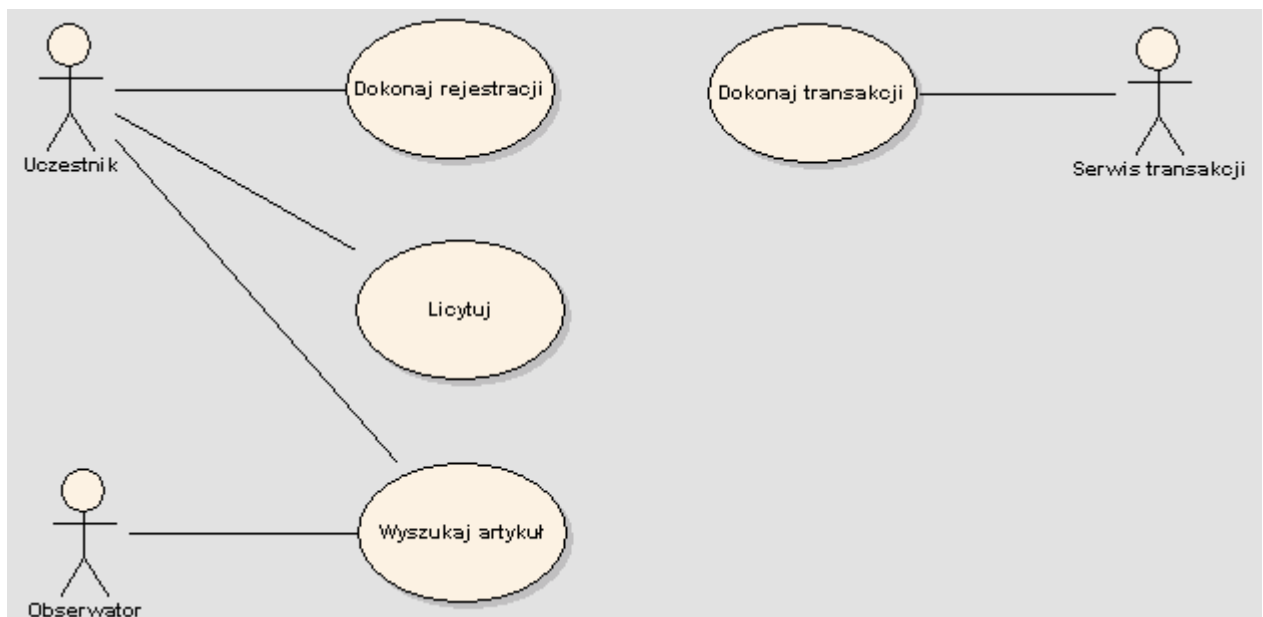 Dokonaj rejestracji
Dokonaj transakcji
Uczestnik
Serwis transakcji
Licytuj
Wyszukaj artykuł
Obserwator